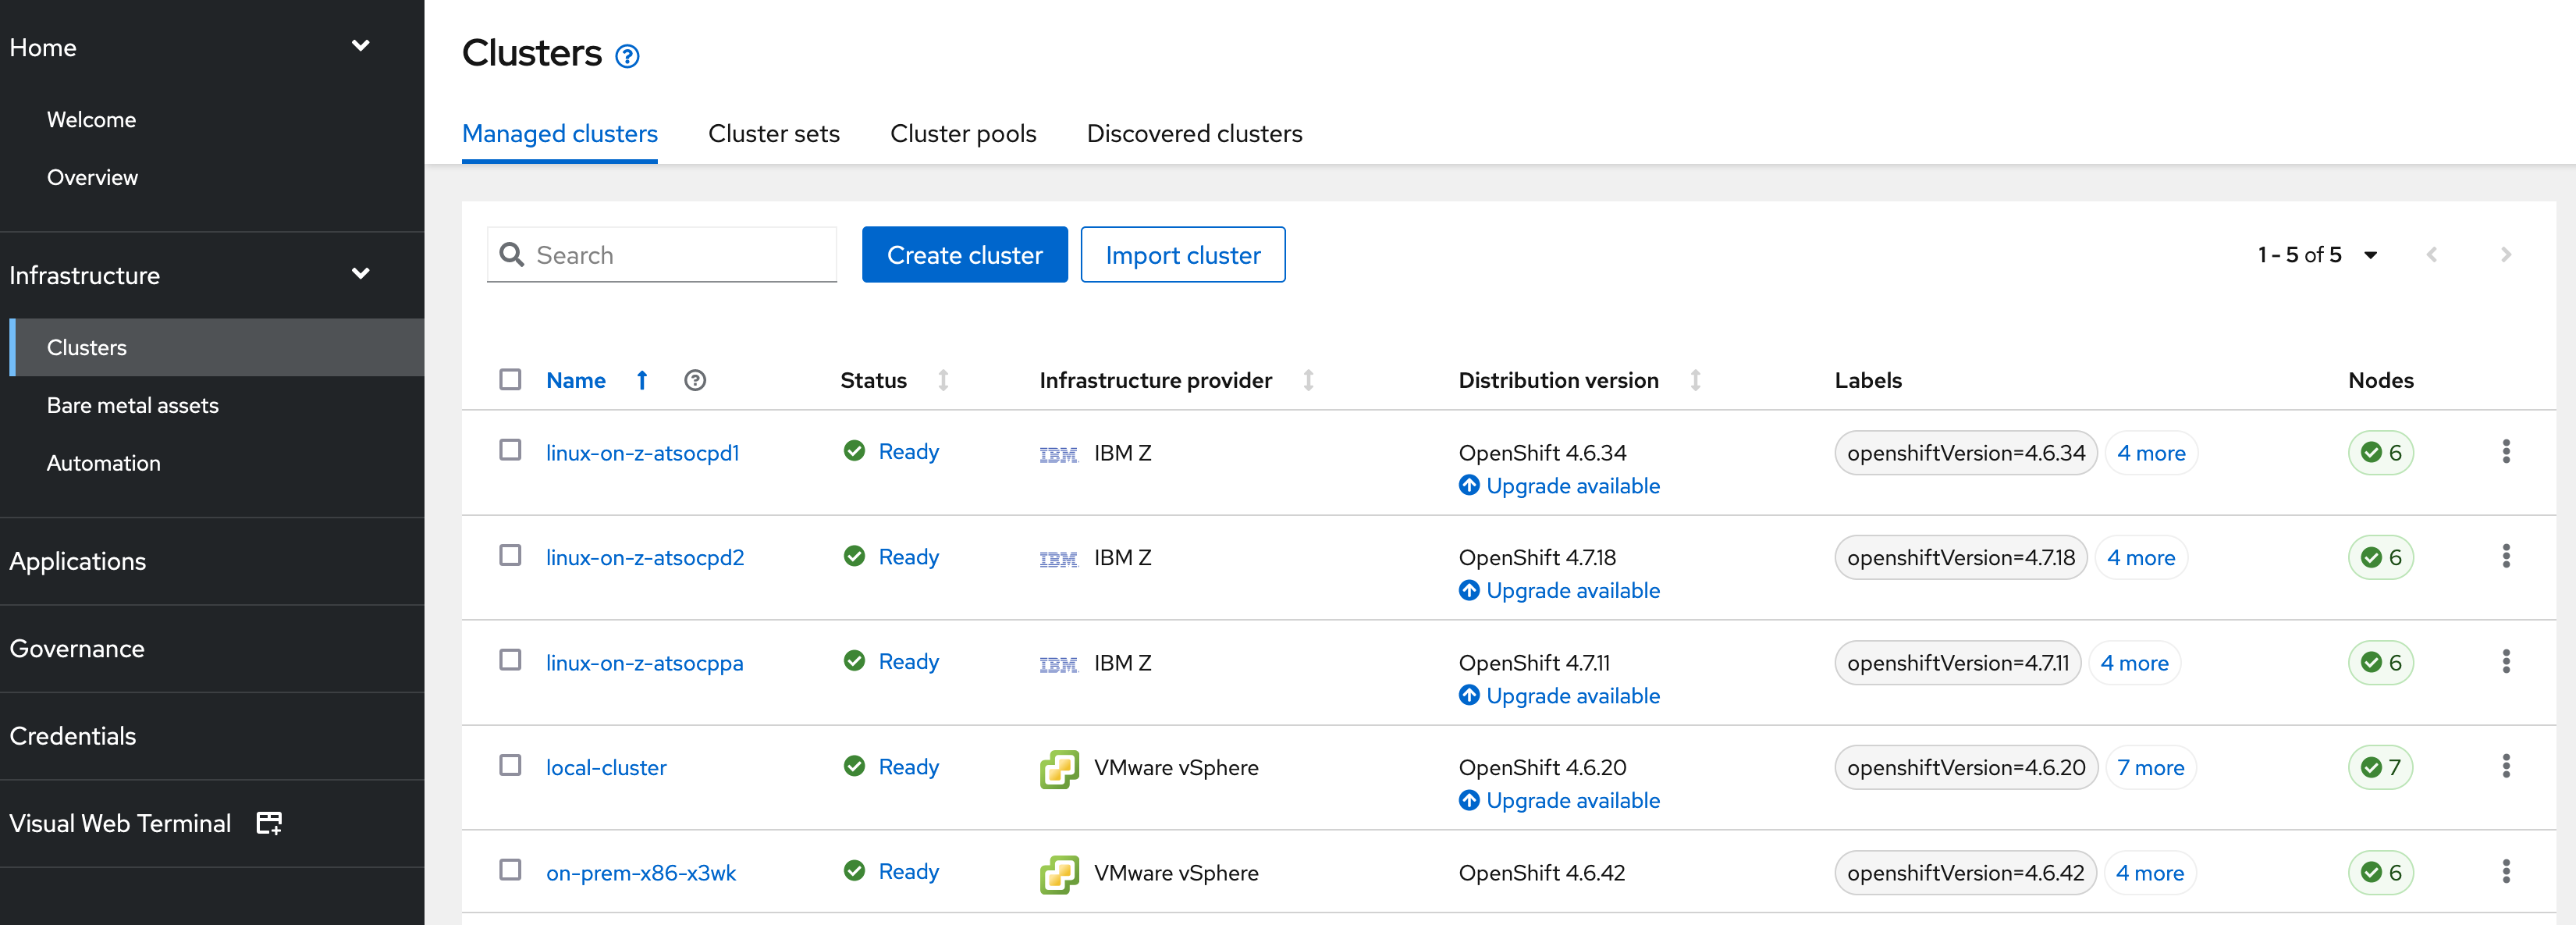 Home
Welcome
Overview
Infrastructure
Clusters
Bare metal assets
Automation
Applications
Governance
Credentials
Visual Web Terminal
Clusters ?
Managed clusters Cluster sets Cluster pools Discovered clusters
Search Create cluster Import cluster 1 - 5 of 5
Name ? Status Infrastructure provider Distribution version Labels Nodes
linux-on-z-atsocpd1 Ready IBM IBM Z OpenShift 4.6.34 openshiftVersion=4.6.34 4 more 6
Upgrade available
linux-on-z-atsocpd2 Ready IBM IBM Z OpenShift 4.7.18 openshiftVersion=4.7.18 4 more 6
Upgrade available
linux-on-z-atsocppa Ready IBM IBM Z OpenShift 4.7.11 openshiftVersion=4.7.11 4 more 6
Upgrade available
local-cluster Ready VMware vSphere OpenShift 4.6.20 openshiftVersion=4.6.20 7 more 7
Upgrade available
on-prem-x86-x3wk Ready VMware vSphere OpenShift 4.6.42 openshiftVersion=4.6.42 4 more 6